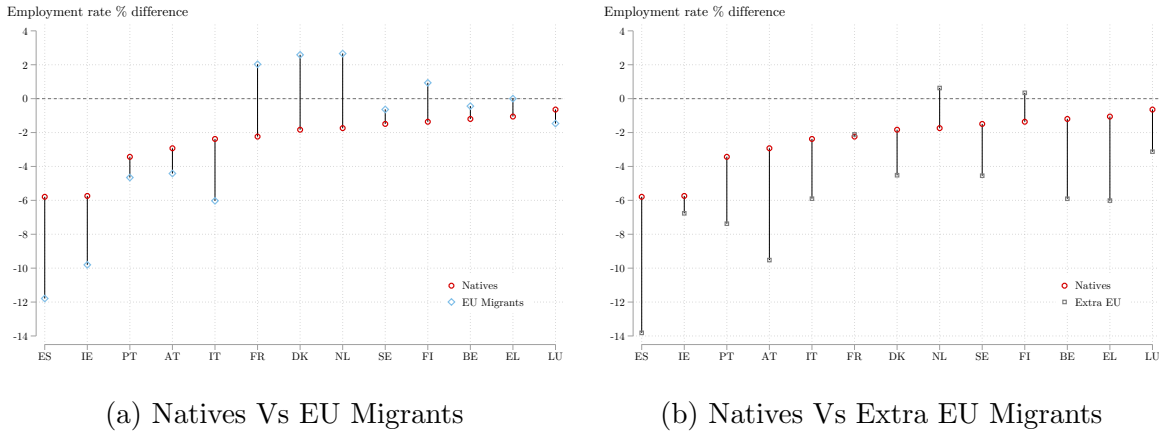 Employment rate % difference
4
2
0
-2
-4
-6
-8
-10
-12
-14
Natives
EU Migrants
ES IE PT AT IT FR DK NL SE FI BE EL LU
(a) Natives Vs EU Migrants
Employment rate % difference
4
2
0
-2
-4
-6
-8
-10
-12
-14
Natives
Extra EU
ES IE PT AT IT FR DK NL SE FI BE EL LU
(b) Natives Vs Extra EU Migrants